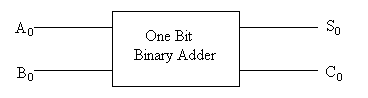 A₀
S₀
One Bit
Binary Adder
B₀
C₀